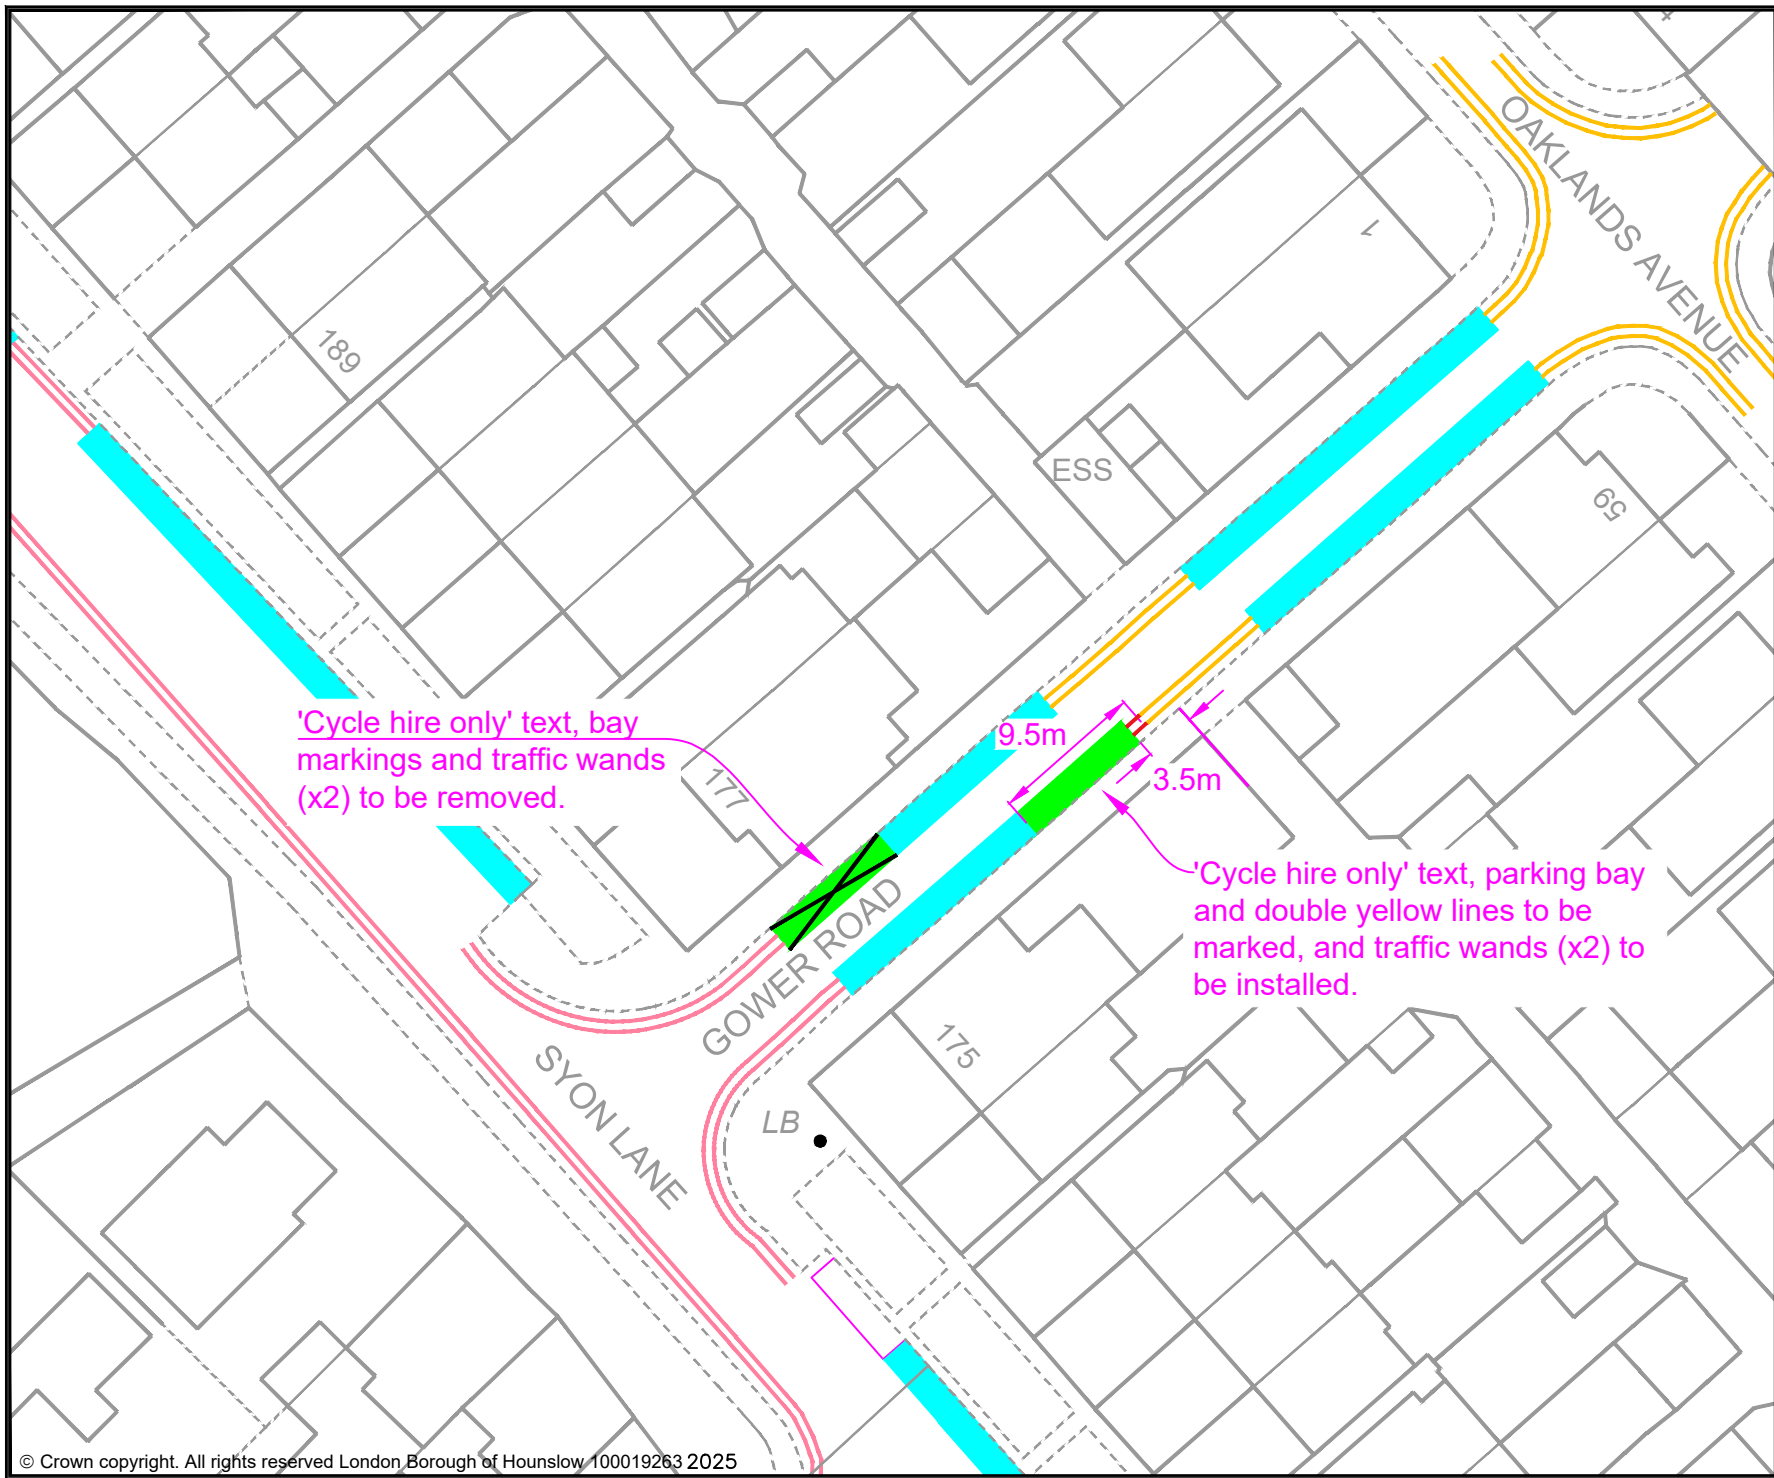 OAKLANDS AVENUE
1
189
ESS
59
'Cycle hire only' text, bay
markings and traffic wands
(x2) to be removed.
177
9.5m
3.5m
'Cycle hire only' text, parking bay
and double yellow lines to be
marked, and traffic wands (x2) to
be installed.
GOWER ROAD
175
SYON LANE
LB
© Crown copyright. All rights reserved London Borough of Hounslow 100019263 2025